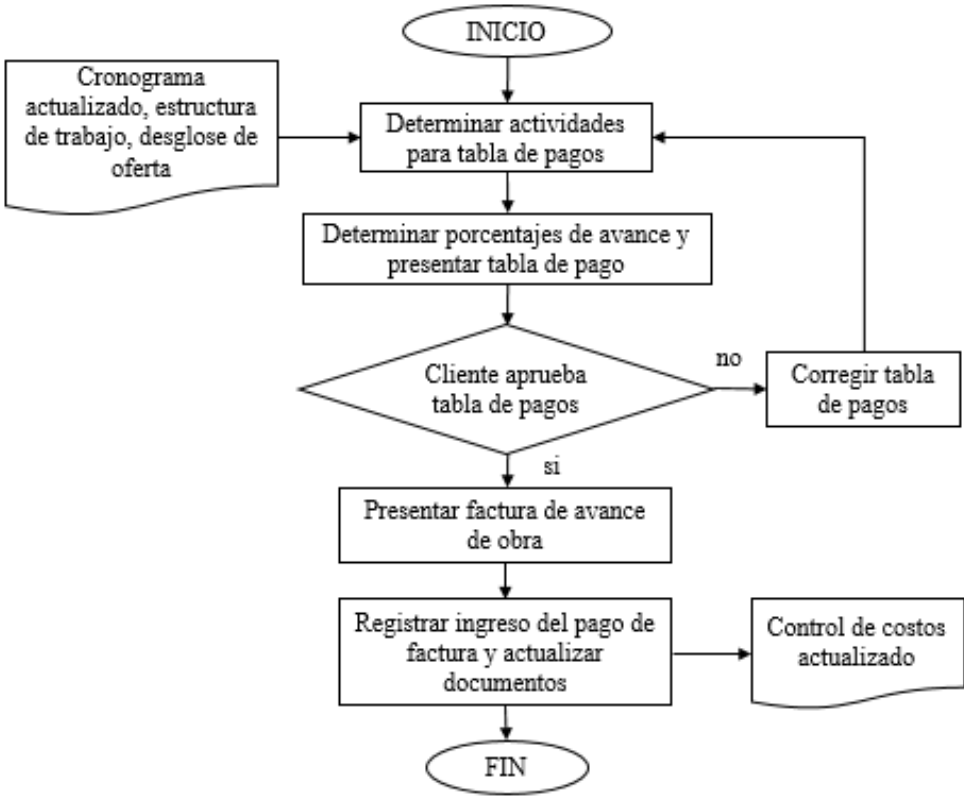 INICIO
Cronograma
actualizado, estructura
de trabajo, desglose de
oferta
Determinar actividades
para tabla de pagos
Determinar porcentajes de avance y
presentar tabla de pago
Cliente aprueba
tabla de pagos
no
Corregir tabla
de pagos
si
Presentar factura de avance
de obra
Registrar ingreso del pago de
factura y actualizar
documentos
Control de costos
actualizado
FIN